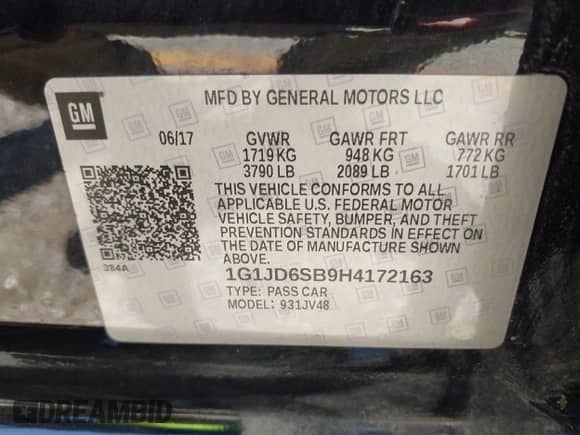 GM
MFD BY GENERAL MOTORS LLC
06/17 GVWR GAWR FRT GAWR RR
1719 KG 948 KG 772 KG
3790 LB 2089 LB 1701 LB
THIS VEHICLE CONFORMS TO ALL
APPLICABLE U.S. FEDERAL MOTOR
VEHICLE SAFETY, BUMPER, AND THEFT
PREVENTION STANDARDS IN EFFECT ON
THE DATE OF MANUFACTURE SHOWN
ABOVE.
384A
1G1JD6SB9H4172163
TYPE: PASS CAR
MODEL: 931JV48
DREAMBID